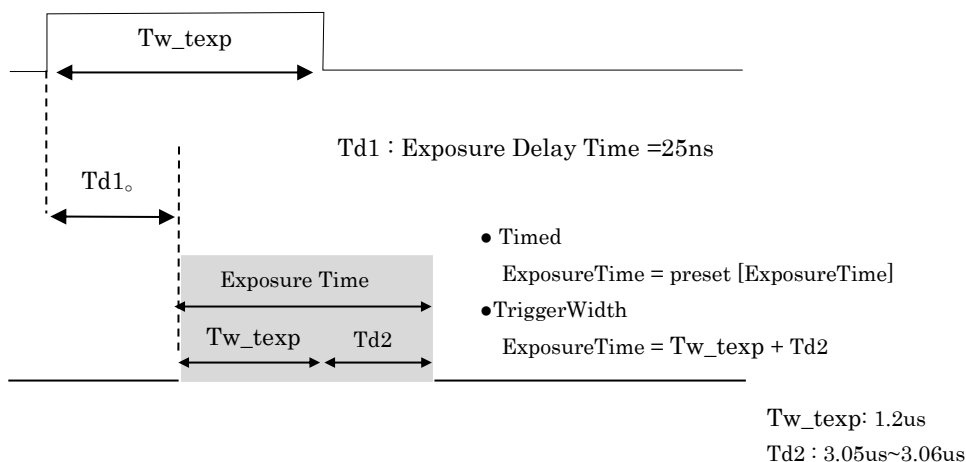 Tw_texp
Td1：Exposure Delay Time =25ns
Td1。
● Timed
ExposureTime = preset [ExposureTime]
Exposure Time
●TriggerWidth
Tw_texp
Td2
ExposureTime = Tw_texp + Td2
Tw_texp: 1.2us
Td2：3.05us~3.06us